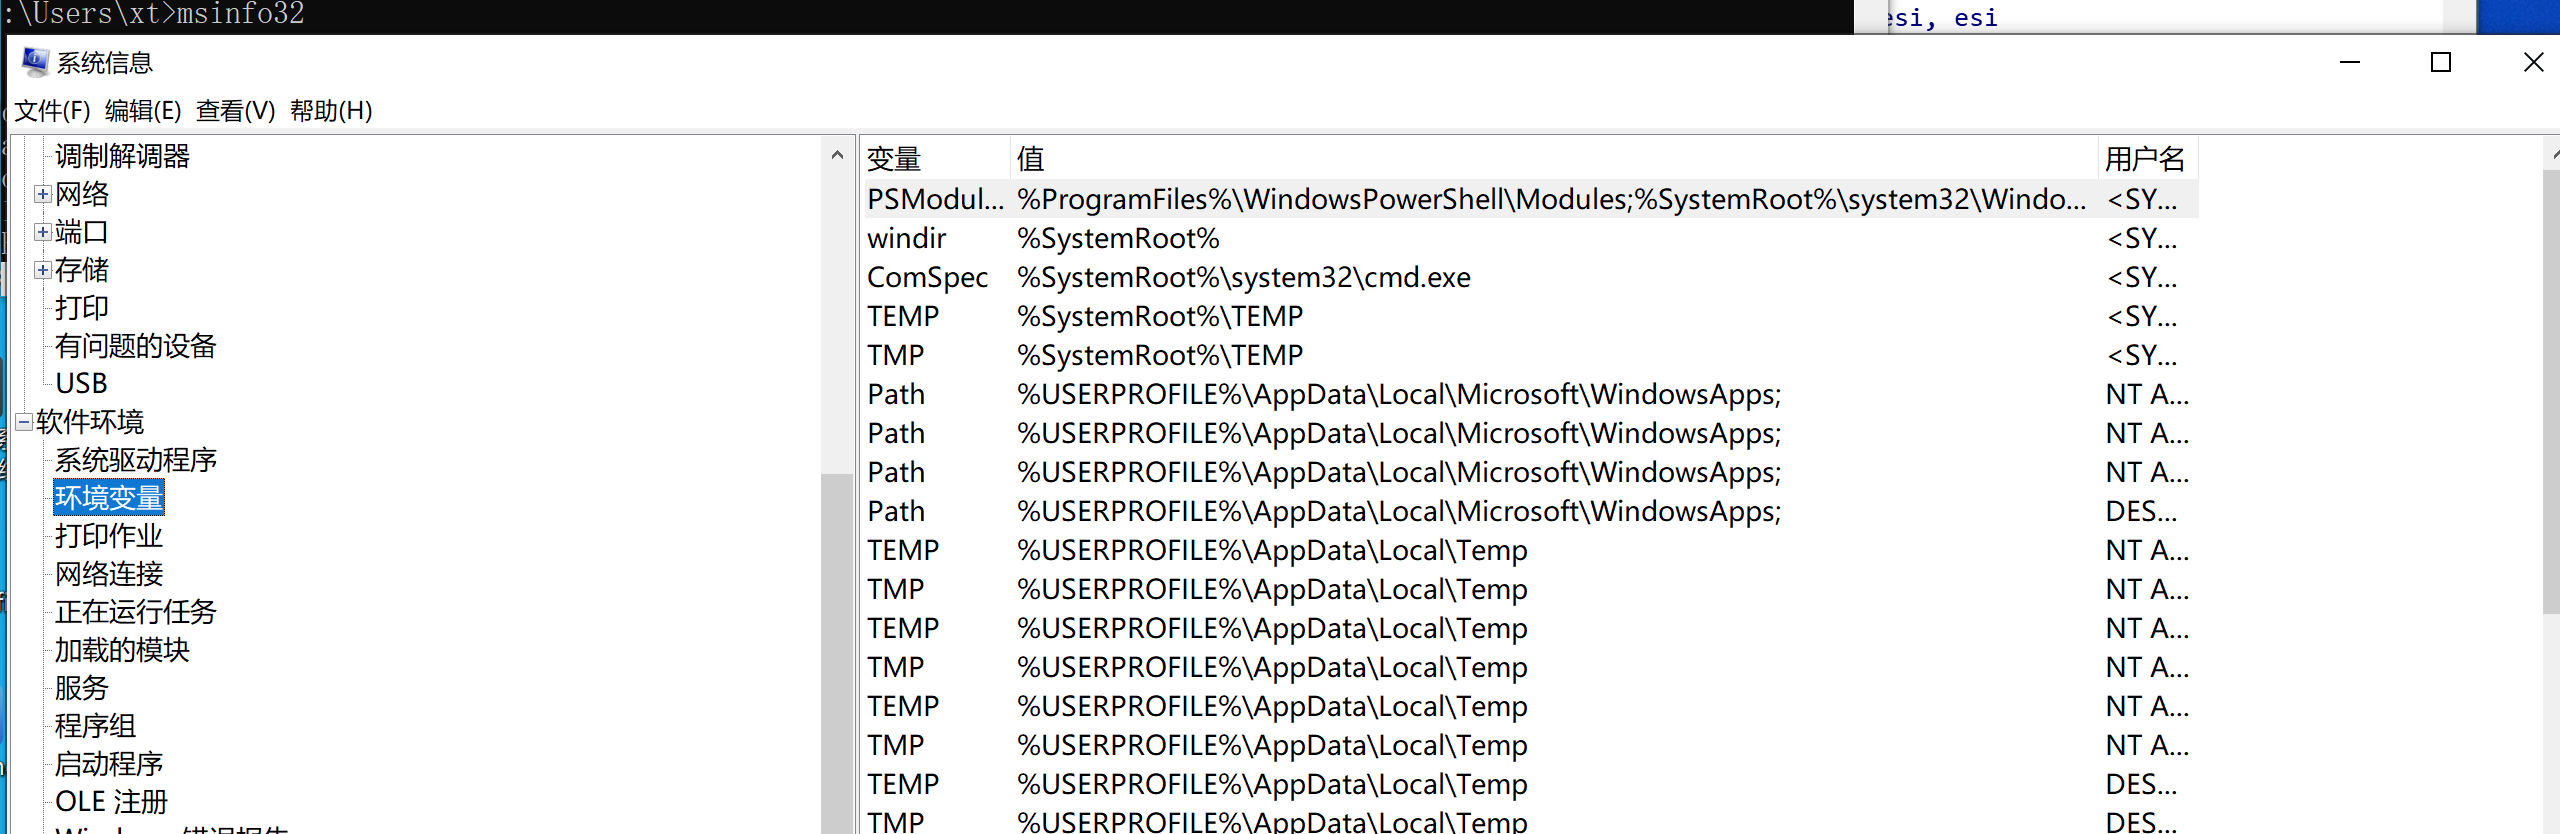 :\Users\xt>msinfo32
esi, esi
系统信息
文件(F) 编辑(E) 查看(V) 帮助(H)
调制解调器
网络
端口
存储
打印
有问题的设备
USB
软件环境
系统驱动程序
环境变量
打印作业
网络连接
正在运行任务
加载的模块
服务
程序组
启动程序
OLE 注册
Windows 错误报告
变量 值 用户名
PSModul... %ProgramFiles%\WindowsPowerShell\Modules;%SystemRoot%\system32\Windo... <SY...
windir %SystemRoot% <SY...
ComSpec %SystemRoot%\system32\cmd.exe <SY...
TEMP %SystemRoot%\TEMP <SY...
TMP %SystemRoot%\TEMP <SY...
Path %USERPROFILE%\AppData\Local\Microsoft\WindowsApps; NT A...
Path %USERPROFILE%\AppData\Local\Microsoft\WindowsApps; NT A...
Path %USERPROFILE%\AppData\Local\Microsoft\WindowsApps; NT A...
Path %USERPROFILE%\AppData\Local\Microsoft\WindowsApps; DES...
TEMP %USERPROFILE%\AppData\Local\Temp NT A...
TMP %USERPROFILE%\AppData\Local\Temp NT A...
TEMP %USERPROFILE%\AppData\Local\Temp NT A...
TMP %USERPROFILE%\AppData\Local\Temp NT A...
TEMP %USERPROFILE%\AppData\Local\Temp NT A...
TMP %USERPROFILE%\AppData\Local\Temp NT A...
TEMP %USERPROFILE%\AppData\Local\Temp DES...
TMP %USERPROFILE%\AppData\Local\Temp DES...